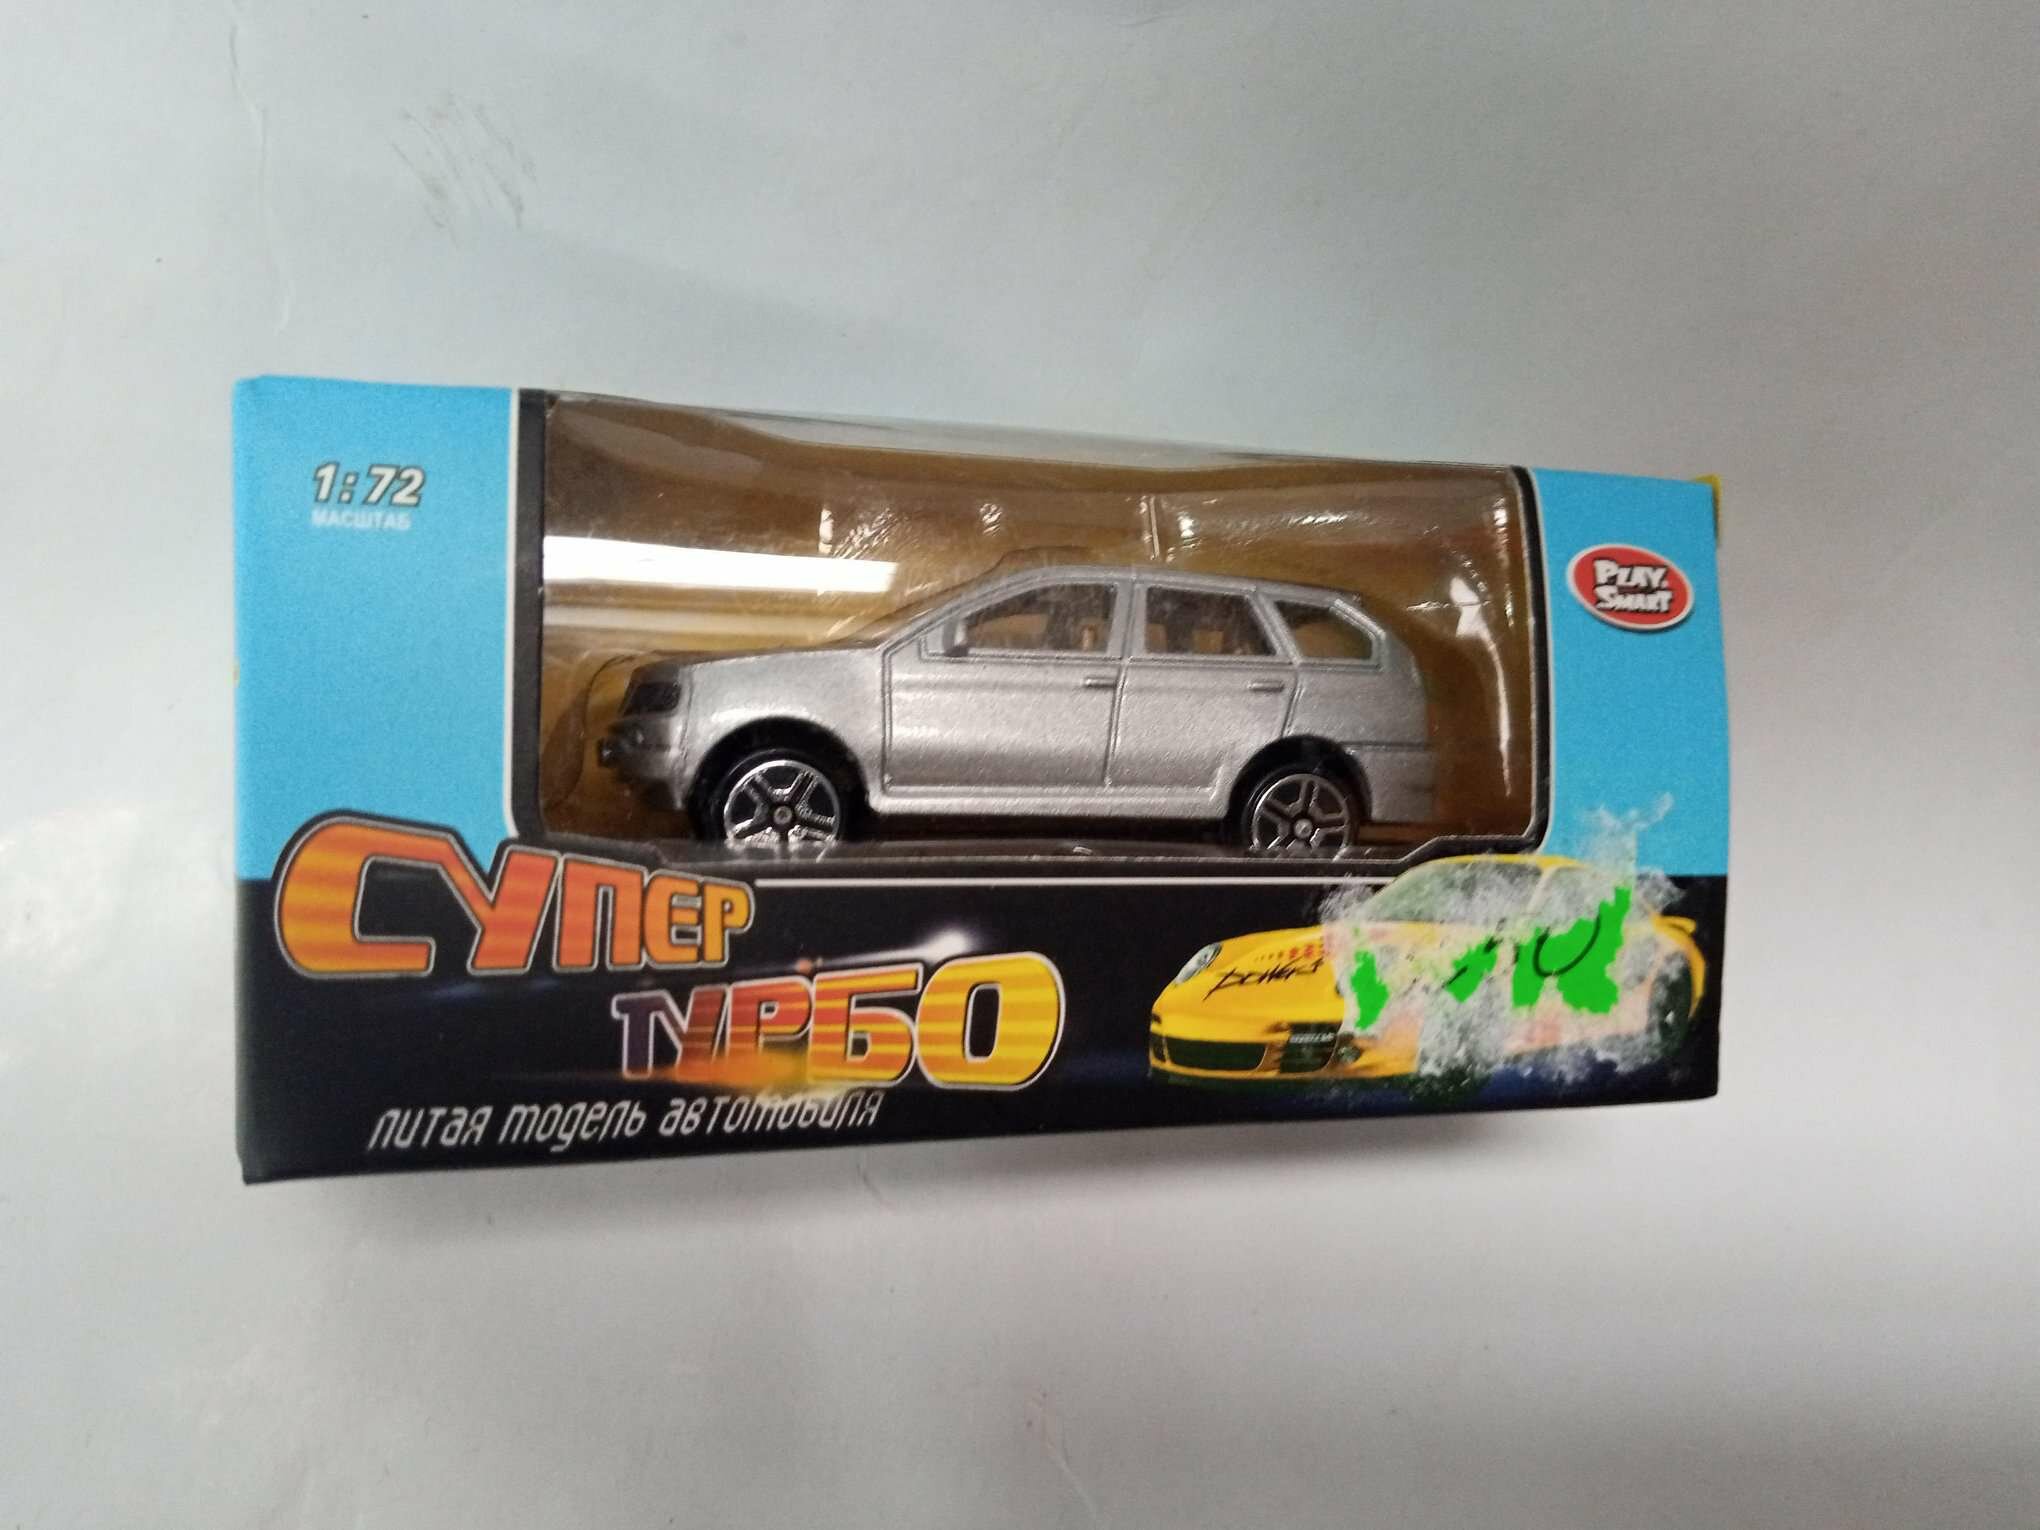 1:72
МАСШТАБ
PLAY
SMART
СУПЕР
ТУРБО
литая модель автомобиля